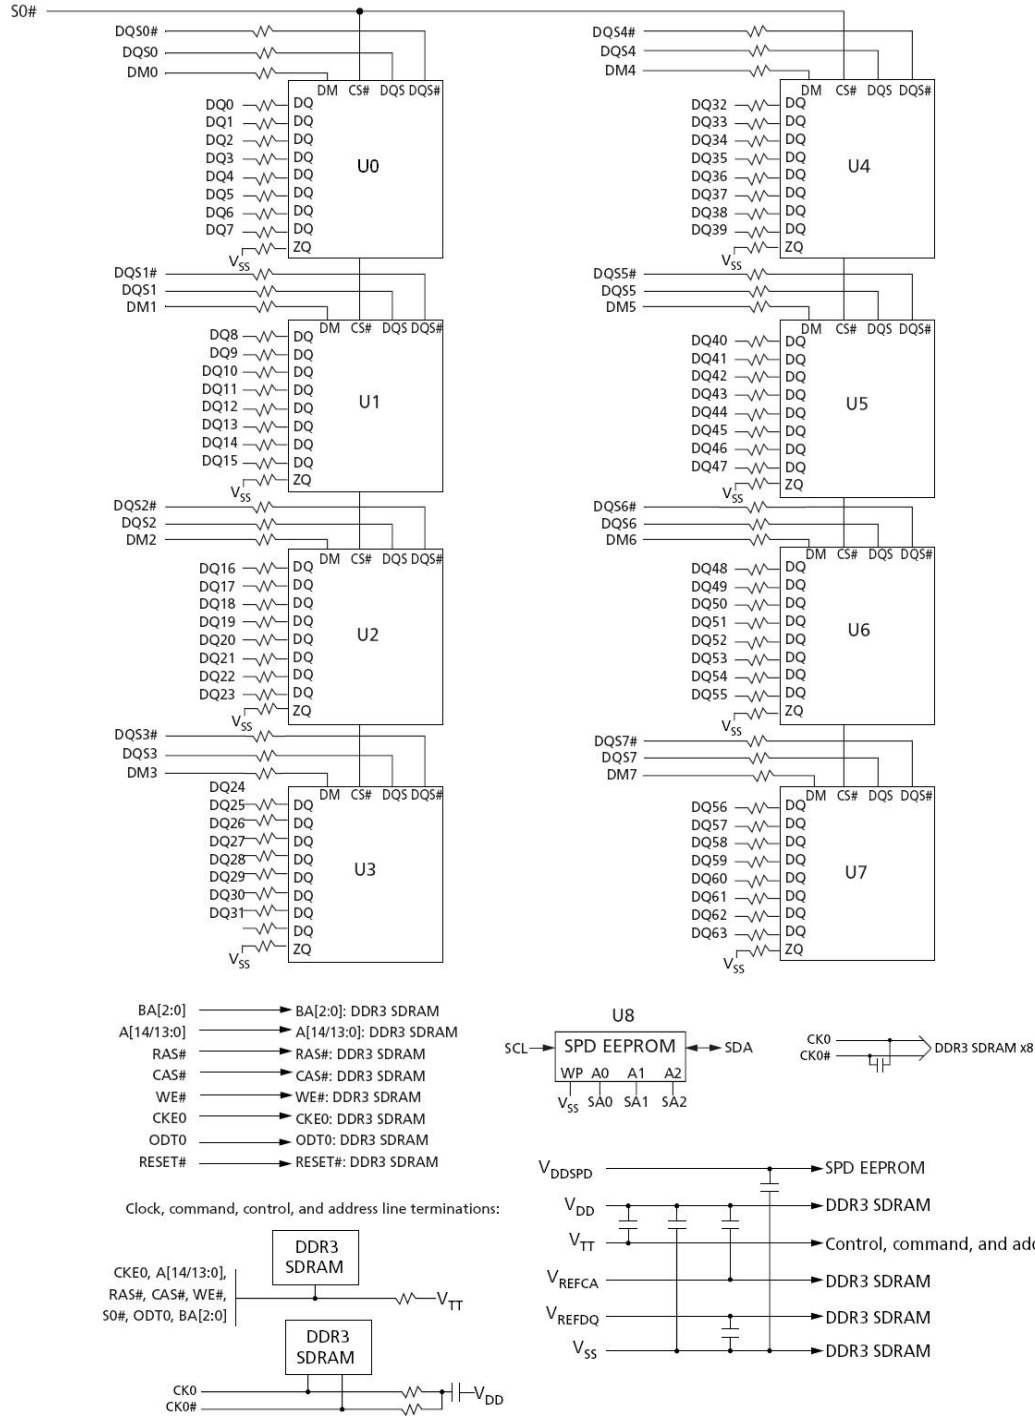 S0#
DQS0#
DQS0
DM0
DM CS# DQS DQS#
DQ0 DQ
DQ1 DQ
DQ2 DQ
DQ3 DQ
DQ4 DQ
DQ5 DQ
DQ6 DQ
DQ7 DQ
U0
VSS ZQ
DQS1#
DQS1
DM1
DM CS# DQS DQS#
DQ8 DQ
DQ9 DQ
DQ10 DQ
DQ11 DQ
DQ12 DQ
DQ13 DQ
DQ14 DQ
DQ15 DQ
U1
VSS ZQ
DQS2#
DQS2
DM2
DM CS# DQS DQS#
DQ16 DQ
DQ17 DQ
DQ18 DQ
DQ19 DQ
DQ20 DQ
DQ21 DQ
DQ22 DQ
DQ23 DQ
U2
VSS ZQ
DQS3#
DQS3
DM3
DM CS# DQS DQS#
DQ24
DQ25 DQ
DQ26 DQ
DQ27 DQ
DQ28 DQ
DQ29 DQ
DQ30 DQ
DQ31 DQ
DQ
U3
VSS ZQ
DQS4#
DQS4
DM4
DM CS# DQS DQS#
DQ32 DQ
DQ33 DQ
DQ34 DQ
DQ35 DQ
DQ36 DQ
DQ37 DQ
DQ38 DQ
DQ39 DQ
U4
VSS ZQ
DQS5#
DQS5
DM5
DM CS# DQS DQS#
DQ40 DQ
DQ41 DQ
DQ42 DQ
DQ43 DQ
DQ44 DQ
DQ45 DQ
DQ46 DQ
DQ47 DQ
U5
VSS ZQ
DQS6#
DQS6
DM6
DM CS# DQS DQS#
DQ48 DQ
DQ49 DQ
DQ50 DQ
DQ51 DQ
DQ52 DQ
DQ53 DQ
DQ54 DQ
DQ55 DQ
U6
VSS ZQ
DQS7#
DQS7
DM7
DM CS# DQS DQS#
DQ56 DQ
DQ57 DQ
DQ58 DQ
DQ59 DQ
DQ60 DQ
DQ61 DQ
DQ62 DQ
DQ63 DQ
U7
VSS ZQ
BA[2:0] BA[2:0]: DDR3 SDRAM
A[14/13:0] A[14/13:0]: DDR3 SDRAM
RAS# RAS#: DDR3 SDRAM
CAS# CAS#: DDR3 SDRAM
WE# WE#: DDR3 SDRAM
CKE0 CKE0: DDR3 SDRAM
ODT0 ODT0: DDR3 SDRAM
RESET# RESET#: DDR3 SDRAM
U8
SCL SPD EEPROM SDA
WP A0 A1 A2
VSS SA0 SA1 SA2
CK0
CK0#
DDR3 SDRAM x8
Clock, command, control, and address line terminations:
DDR3
SDRAM
CKE0, A[14/13:0],
RAS#, CAS#, WE#,
S0#, ODT0, BA[2:0]
VTT
DDR3
SDRAM
CK0
CK0#
VDD
VDDSPD SPD EEPROM
VDD DDR3 SDRAM
VTT Control, command, and
VREFCA DDR3 SDRAM
VREFDQ DDR3 SDRAM
VSS DDR3 SDRAM